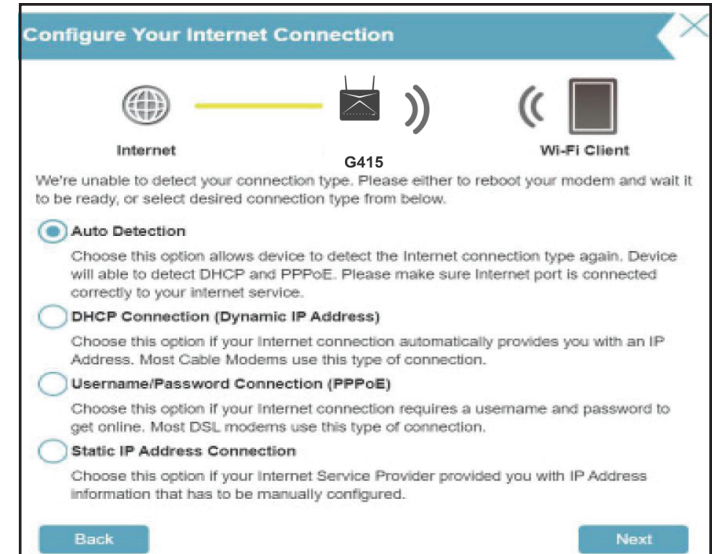 Configure Your Internet Connection
Internet
G415
Wi-Fi Client
We're unable to detect your connection type. Please either to reboot your modem and wait it
to be ready, or select desired connection type from below.
Auto Detection
Choose this option allows device to detect the Internet connection type again. Device
will able to detect DHCP and PPPoE. Please make sure Internet port is connected
correctly to your internet service.
DHCP Connection (Dynamic IP Address)
Choose this option if your Internet connection automatically provides you with an IP
Address. Most Cable Modems use this type of connection.
Username/Password Connection (PPPoE)
Choose this option if your Internet connection requires a username and password to
get online. Most DSL modems use this type of connection.
Static IP Address Connection
Choose this option if your Internet Service Provider provided you with IP Address
information that has to be manually configured.
Back
Next